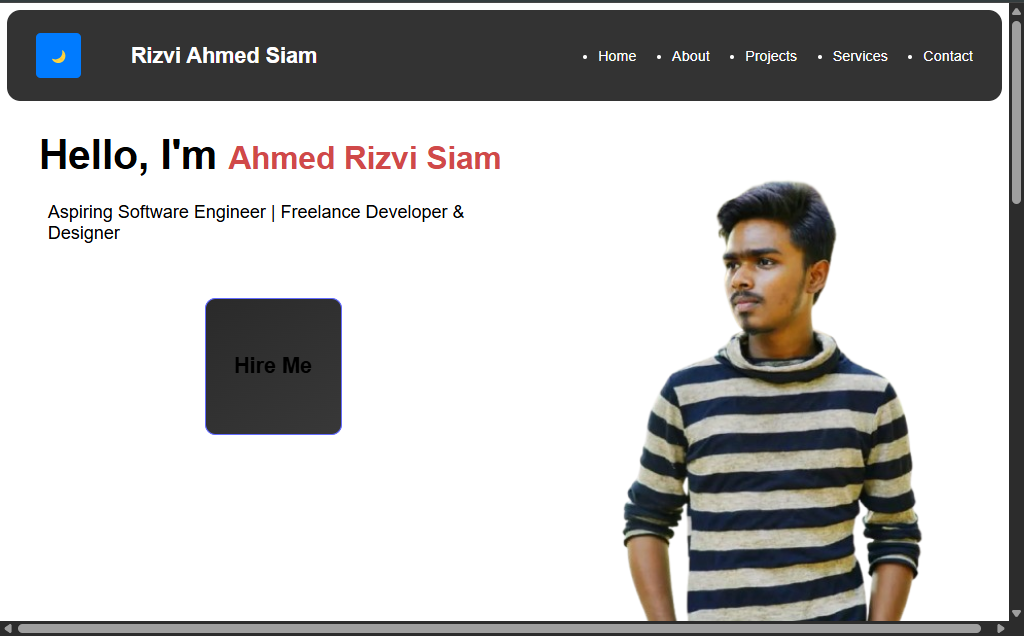 Rizvi Ahmed Siam
Home
About
Projects
Services
Contact
Hello, I'm Ahmed Rizvi Siam
Aspiring Software Engineer | Freelance Developer &
Designer
Hire Me